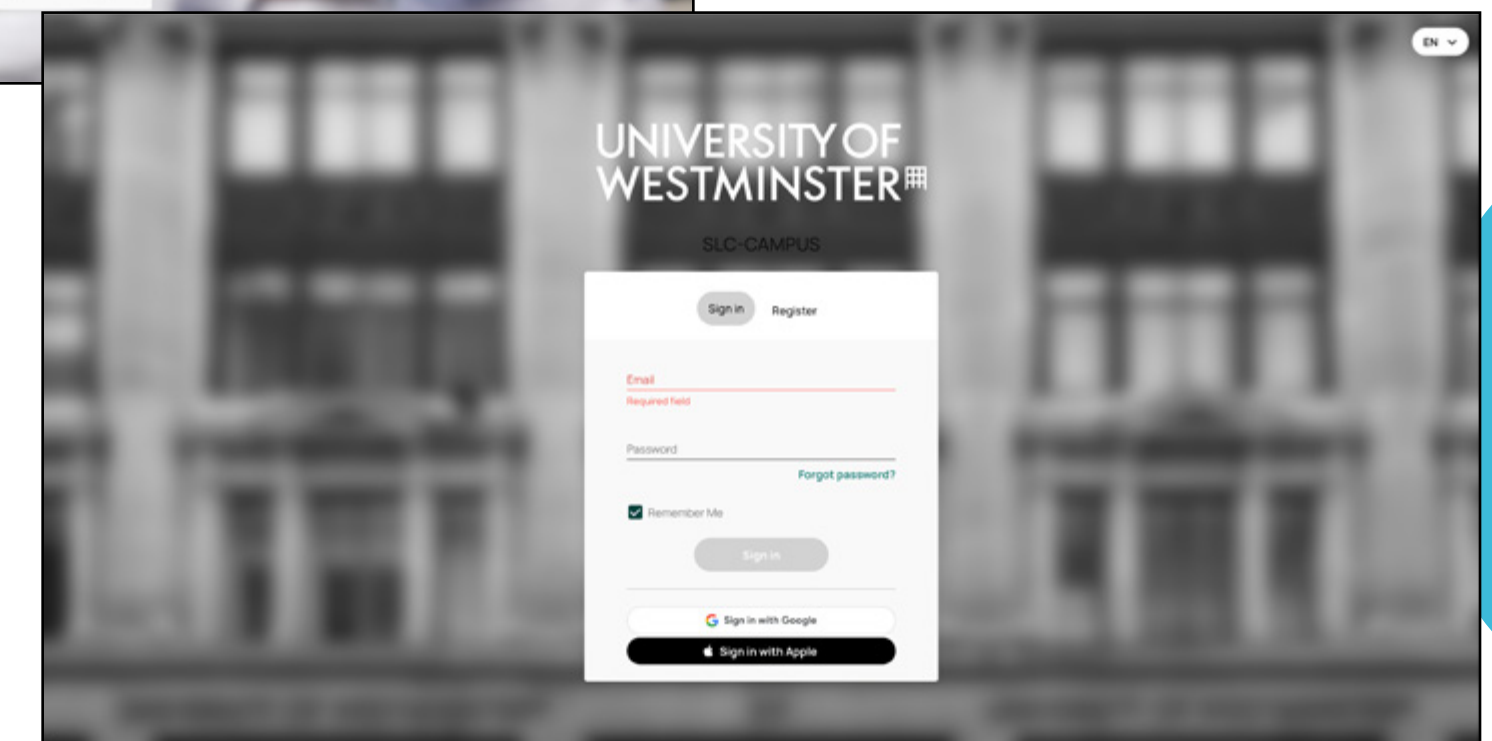 EN
UNIVERSITY OF
WESTMINSTER
SLC-CAMPUS
Sign in Register
Email
Required field
Password
Forgot password?
Remember Me
Sign in
Sign in with Google
Sign in with Apple